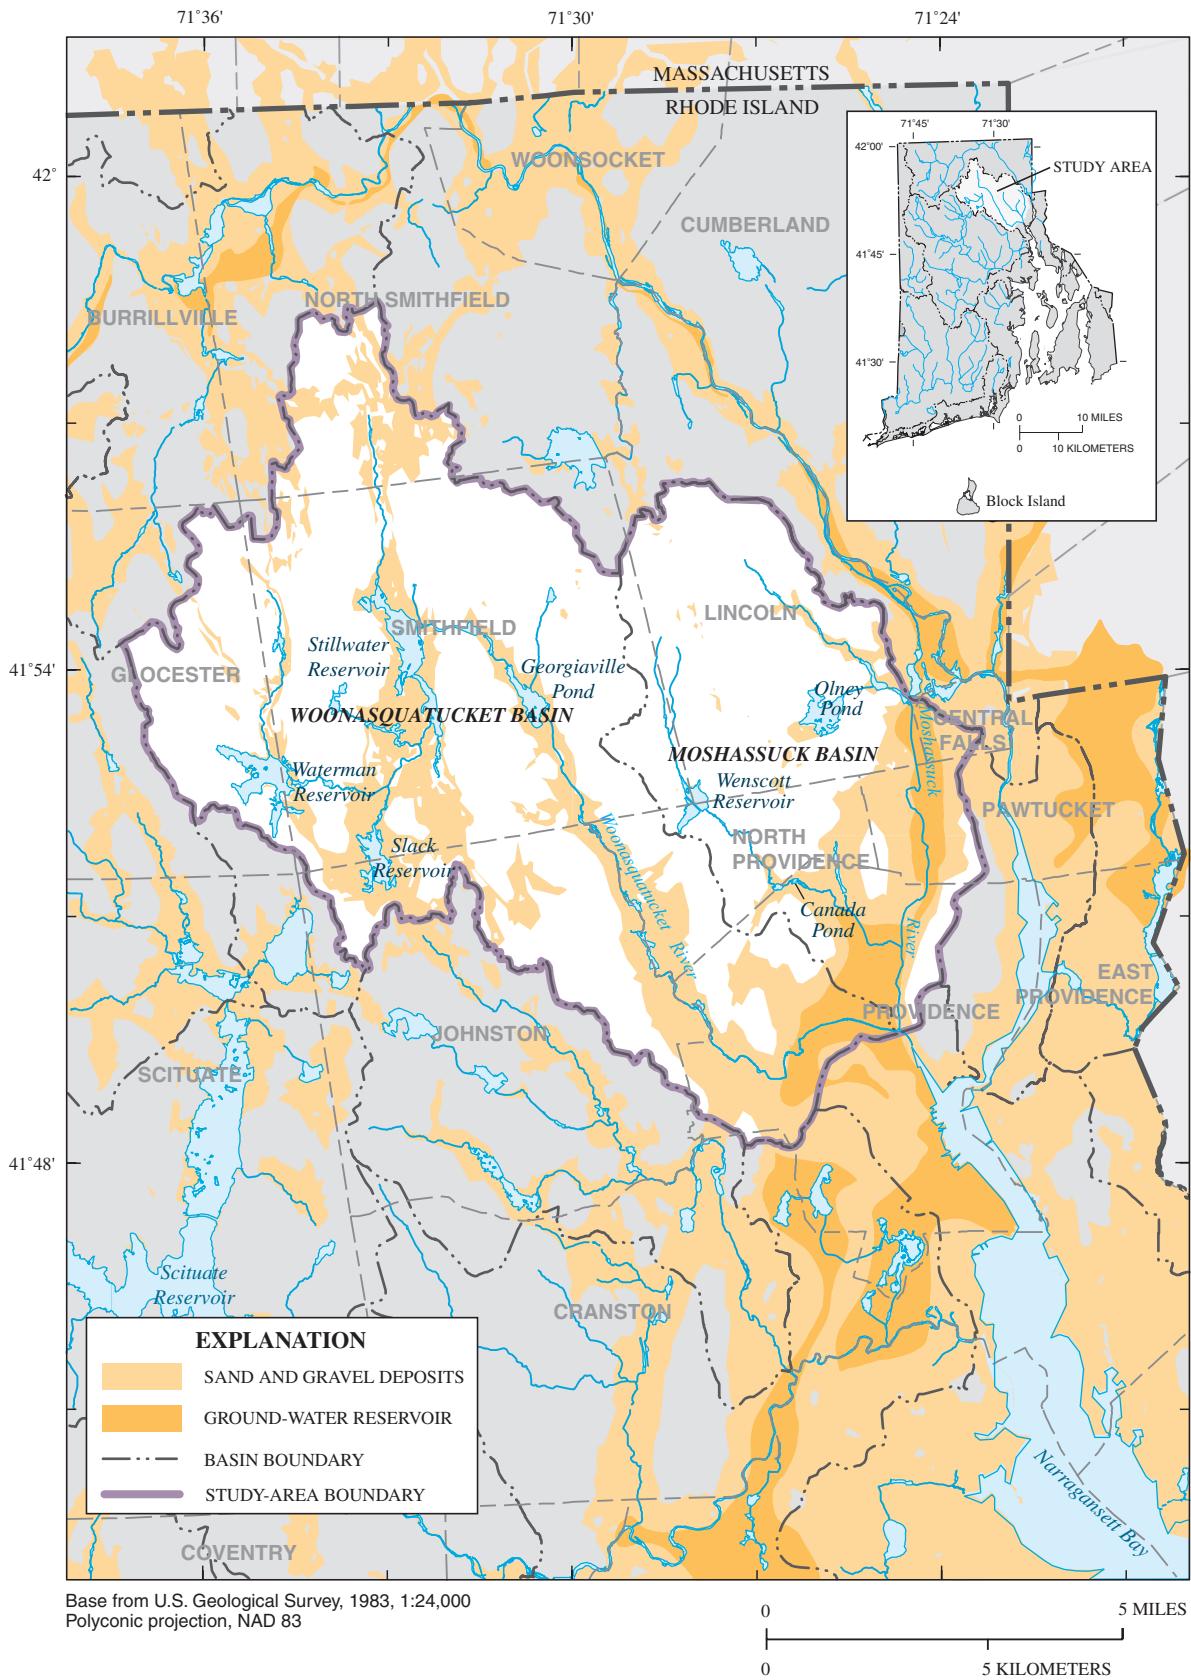 71˚36'
71˚30'
71˚24'
MASSACHUSETTS
RHODE ISLAND
42˚
41˚54'
41˚48'
WOONSOCKET
CUMBERLAND
NORTH SMITHFIELD
BURRILLVILLE
71˚45'
71˚30'
42˚00'
41˚45'
41˚30'
STUDY AREA
0
10 MILES
0
10 KILOMETERS
Block Island
LINCOLN
SMITHFIELD
Stillwater
Reservoir
GLOCESTER
Georgiaville
Pond
Olney
Pond
WOONASQUATUCKET BASIN
CENTRAL
FALLS
Moshassuck
River
MOSHASSUCK BASIN
Waterman
Reservoir
Wenscott
Reservoir
PAWTUCKET
NORTH
PROVIDENCE
Slack
Reservoir
Woonasquatucket River
Canada
Pond
EAST
PROVIDENCE
PROVIDENCE
JOHNSTON
SCITUATE
Scituate
Reservoir
CRANSTON
Narragansett Bay
COVENTRY
EXPLANATION
SAND AND GRAVEL DEPOSITS
GROUND-WATER RESERVOIR
BASIN BOUNDARY
STUDY-AREA BOUNDARY
Base from U.S. Geological Survey, 1983, 1:24,000
Polyconic projection, NAD 83
0
5 MILES
0
5 KILOMETERS